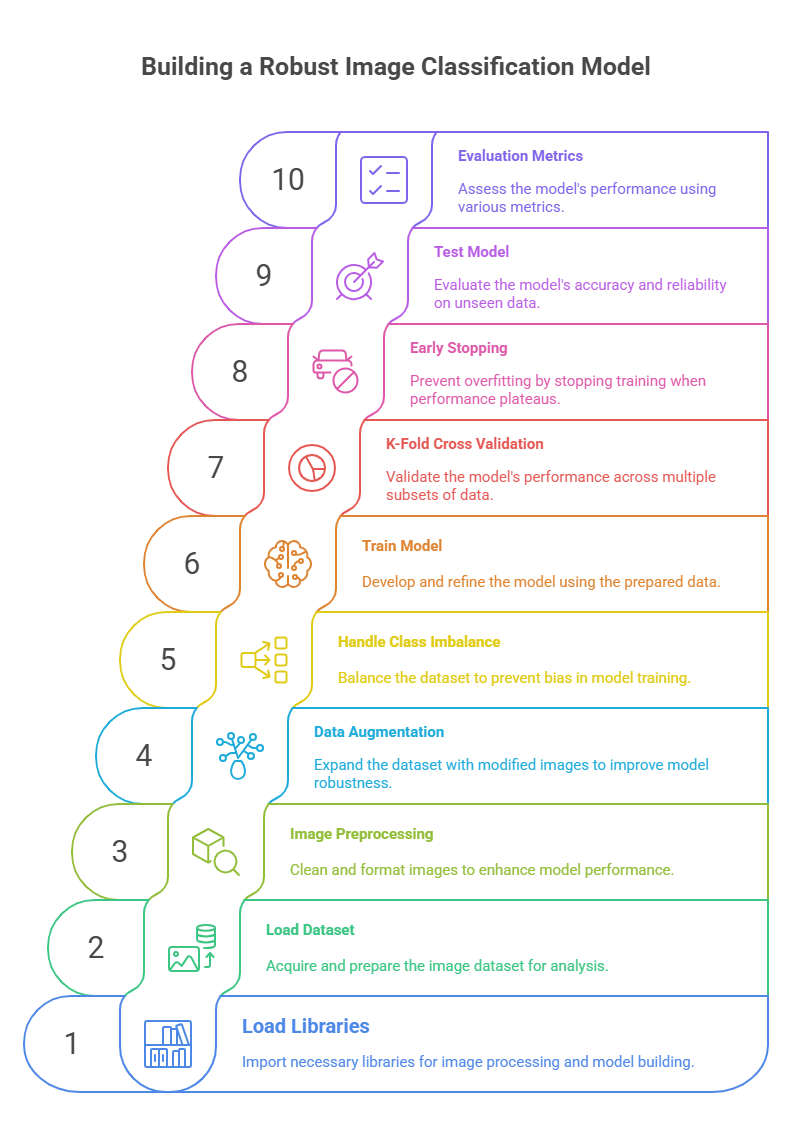 Building a Robust Image Classification Model
10
Evaluation Metrics
Assess the model's performance using
various metrics.
9
Test Model
Evaluate the model's accuracy and reliability
on unseen data.
8
Early Stopping
Prevent overfitting by stopping training when
performance plateaus.
7
K-Fold Cross Validation
Validate the model's performance across multiple
subsets of data.
6
Train Model
Develop and refine the model using the prepared data.
5
Handle Class Imbalance
Balance the dataset to prevent bias in model training.
4
Data Augmentation
Expand the dataset with modified images to improve model
robustness.
3
Image Preprocessing
Clean and format images to enhance model performance.
2
Load Dataset
Acquire and prepare the image dataset for analysis.
1
Load Libraries
Import necessary libraries for image processing and model building.